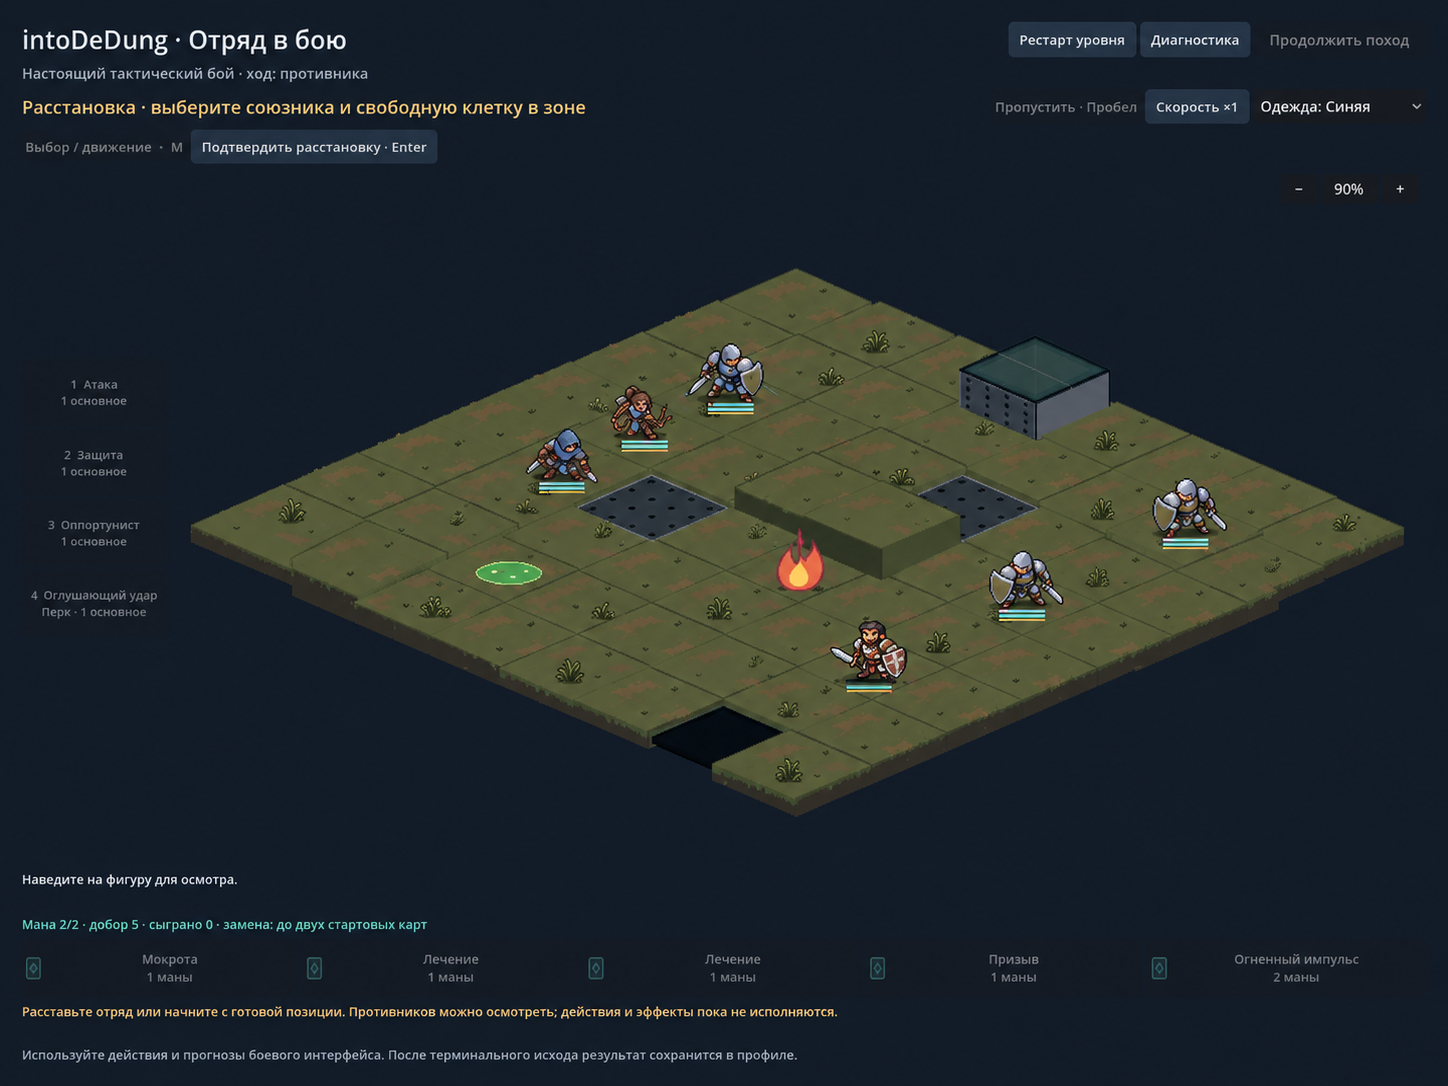 intoDeDung · Отряд в бою
Рестарт уровня
Диагностика
Продолжить поход
Настоящий тактический бой · ход: противника
Расстановка · выберите союзника и свободную клетку в зоне
Пропустить · Пробел
Скорость ×1
Одежда: Синяя
Выбор / движение · M
Подтвердить расстановку · Enter
−
90%
+
1 Атака
1 основное
2 Защита
1 основное
3 Оппортунист
1 основное
4 Оглушающий удар
Перк · 1 основное
Наведите на фигуру для осмотра.
Мана 2/2 · добор 5 · сыграно 0 · замена: до двух стартовых карт
Мокрота
1 маны
Лечение
1 маны
Лечение
1 маны
Призыв
1 маны
Огненный импульс
2 маны
Расставьте отряд или начните с готовой позиции. Противников можно осмотреть; действия и эффекты пока не исполняются.
Используйте действия и прогнозы боевого интерфейса. После терминального исхода результат сохранится в профиле.